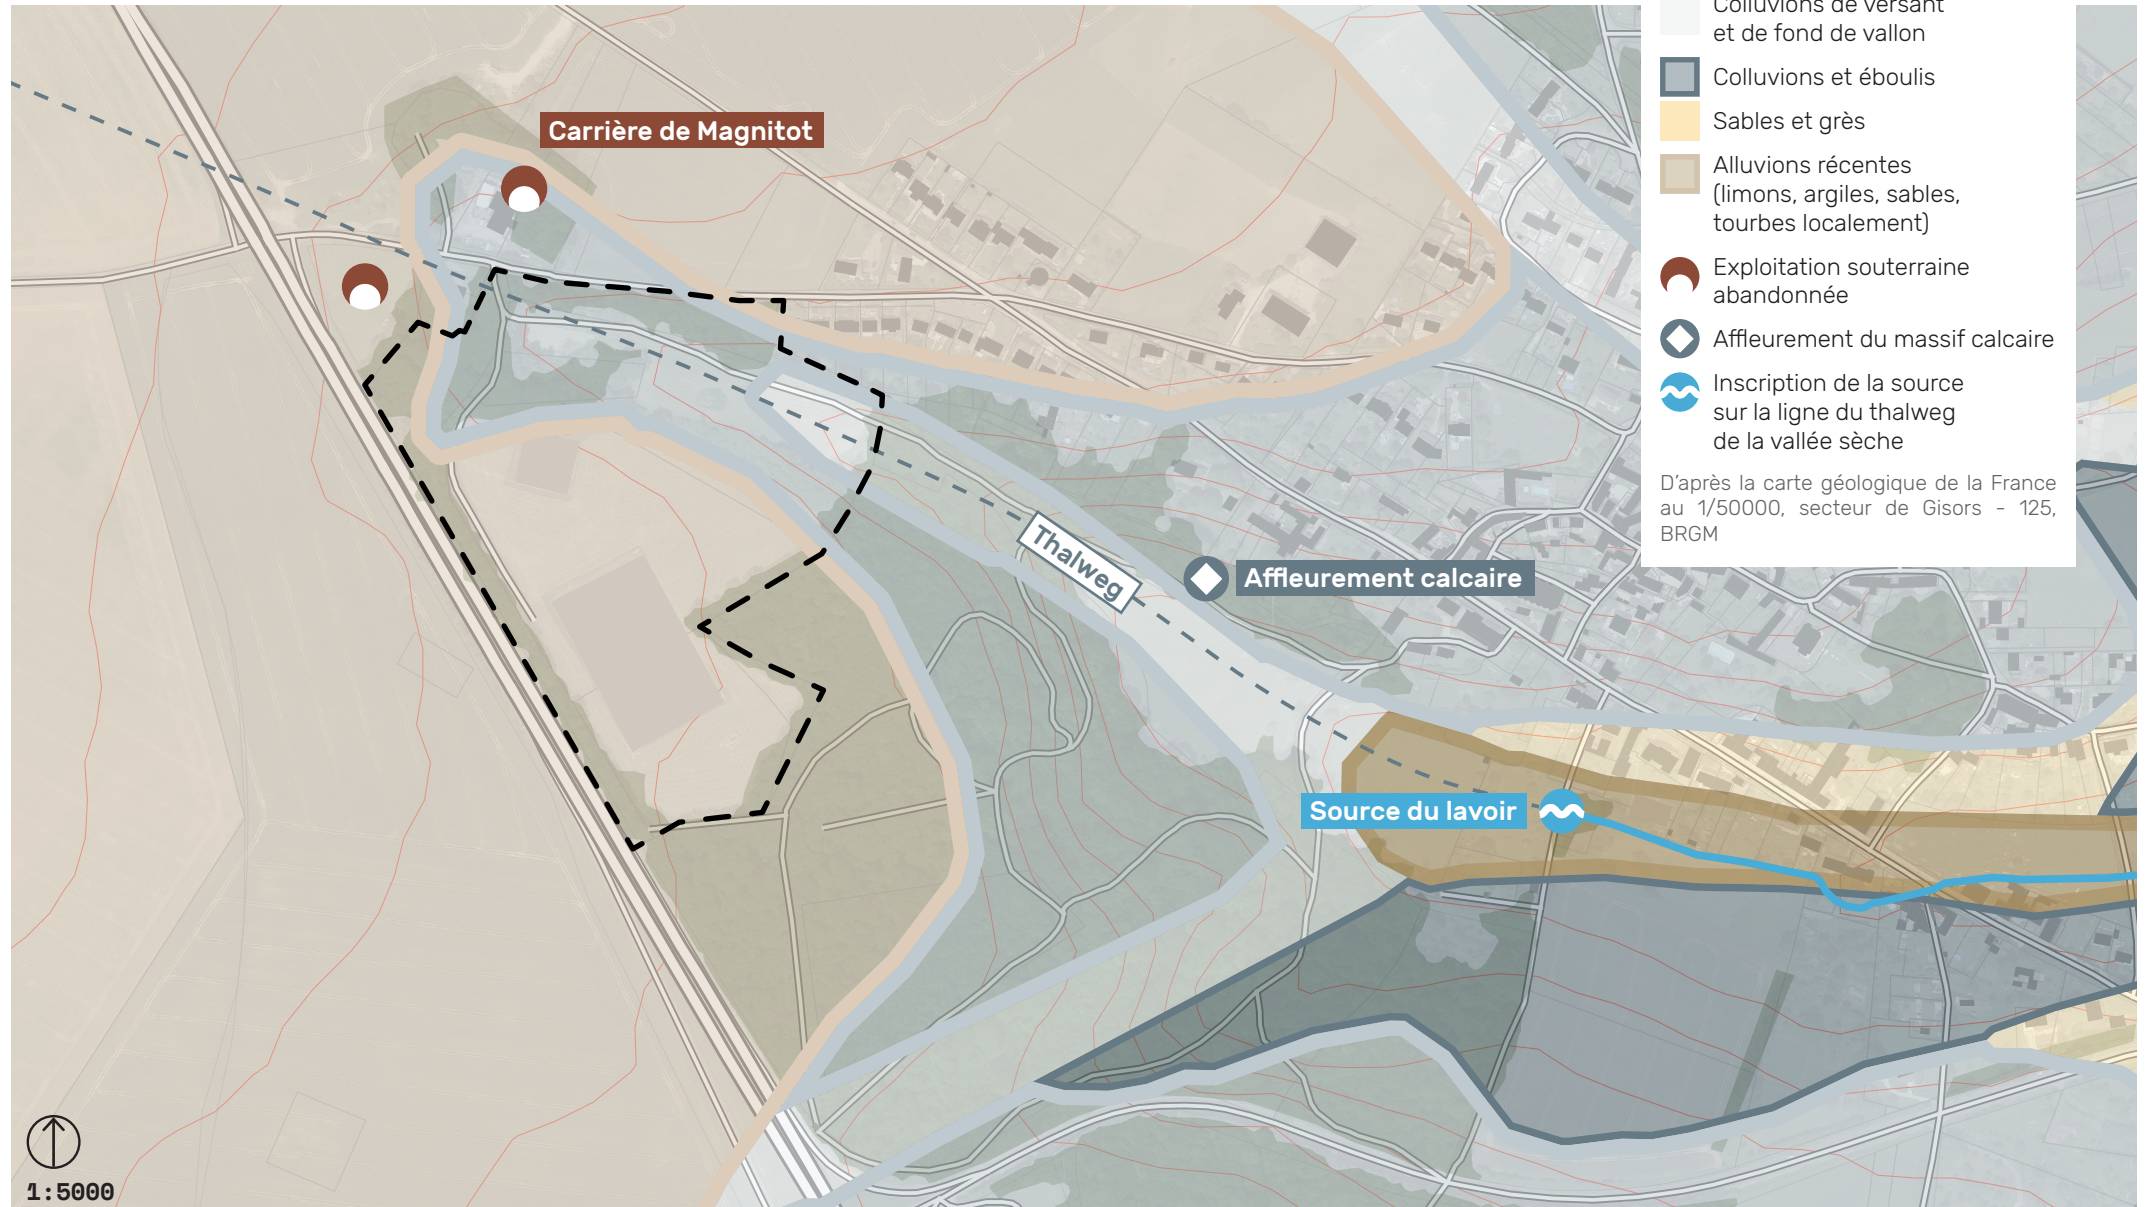 Colluvions de versant
et de fond de vallon
Colluvions et éboulis
Sables et grès
Alluvions récentes
(limons, argiles, sables,
tourbes localement)
Exploitation souterraine
abandonnée
Affleurement du massif calcaire
Inscription de la source
sur la ligne du thalweg
de la vallée sèche
D'après la carte géologique de la France
au 1/50000, secteur de Gisors - 125,
BRGM
Carrière de Magnitot
Thalweg
Affleurement calcaire
Source du lavoir
1:5000